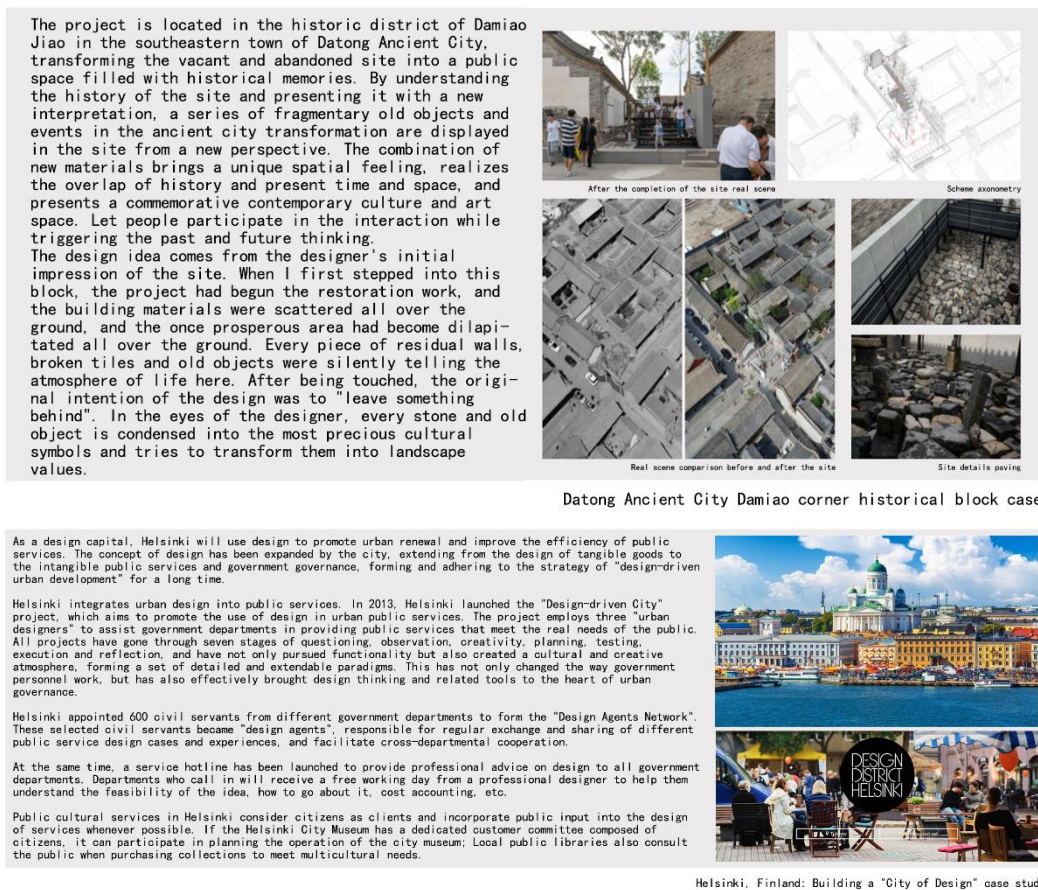 The project is located in the historic district of Damiao
Jiao in the southeastern town of Datong Ancient City,
transforming the vacant and abandoned site into a public
space filled with historical memories. By understanding
the history of the site and presenting it with a new
interpretation, a series of fragmentary old objects and
events in the ancient city transformation are displayed
in the site from a new perspective. The combination of
new materials brings a unique spatial feeling, realizes
the overlap of history and present time and space, and
presents a commemorative contemporary culture and art
space. Let people participate in the interaction while
triggering the past and future thinking.
The design idea comes from the designer's initial
impression of the site. When I first stepped into this
block, the project had begun the restoration work, and
the building materials were scattered all over the
ground, and the once prosperous area had become dilapi-
tated all over the ground. Every piece of residual walls,
broken tiles and old objects were silently telling the
atmosphere of life here. After being touched, the origi-
nal intention of the design was to "leave something
behind". In the eyes of the designer, every stone and old
object is condensed into the most precious cultural
symbols and tries to transform them into landscape
values.
After the completion of the site real scene
Scheme axonometry
Real scene comparison before and after the site
Site details paving
Datong Ancient City Damiao corner historical block case
As a design capital, Helsinki will use design to promote urban renewal and improve the efficiency of public
services. The concept of design has been expanded by the city, extending from the design of tangible goods to
the intangible public services and government governance, forming and adhering to the strategy of "design-driven
urban development" for a long time.
Helsinki integrates urban design into public services. In 2013, Helsinki launched the "Design-driven City"
project, which aims to promote the use of design in urban public services. The project employs three "urban
designers" to assist government departments in providing public services that meet the real needs of the public.
All projects have gone through seven stages of questioning, observation, creativity, planning, testing,
execution and reflection, and have not only pursued functionality but also created a cultural and creative
atmosphere, forming a set of detailed and extendable paradigms. This has not only changed the way government
personnel work, but has also effectively brought design thinking and related tools to the heart of urban
governance.
Helsinki appointed 600 civil servants from different government departments to form the "Design Agents Network".
These selected civil servants became "design agents", responsible for regular exchange and sharing of different
public service design cases and experiences, and facilitate cross-departmental cooperation.
At the same time, a service hotline has been launched to provide professional advice on design to all government
departments. Departments who call in will receive a free working day from a professional designer to help them
understand the feasibility of the idea, how to go about it, cost accounting, etc.
Public cultural services in Helsinki consider citizens as clients and incorporate public input into the design
of services whenever possible. If the Helsinki City Museum has a dedicated customer committee composed of
citizens, it can participate in planning the operation of the city museum; Local public libraries also consult
the public when purchasing collections to meet multicultural needs.
DESIGN
DISTRICT
HELSINKI
Helsinki, Finland: Building a "City of Design" case stud